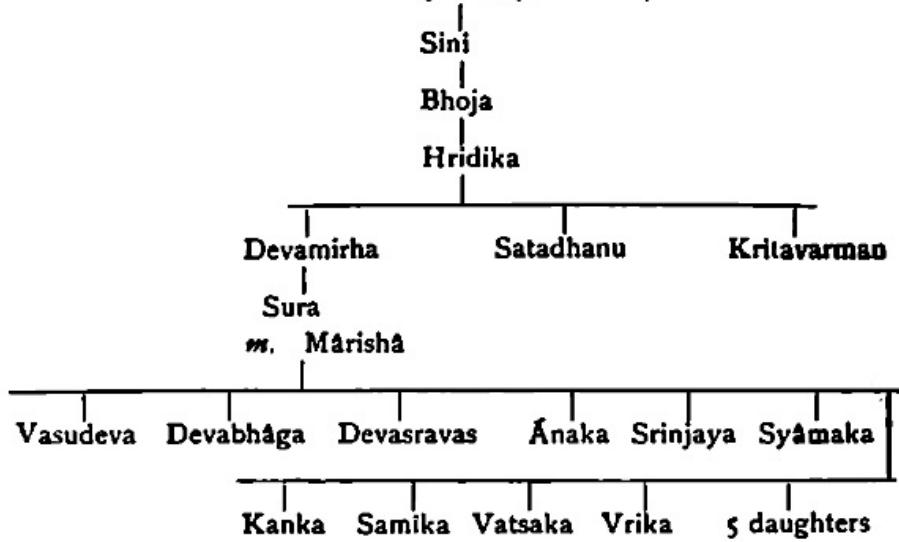 Sini
Bhoja
Hridika
Devamirha Satadhanu Kritavarman
Sura
m. Mârishâ
Vasudeva Devabhâga Devasravas Ánaka Srinjaya Syâmaka
Kanka Samika Vatsaka Vrika 5 daughters